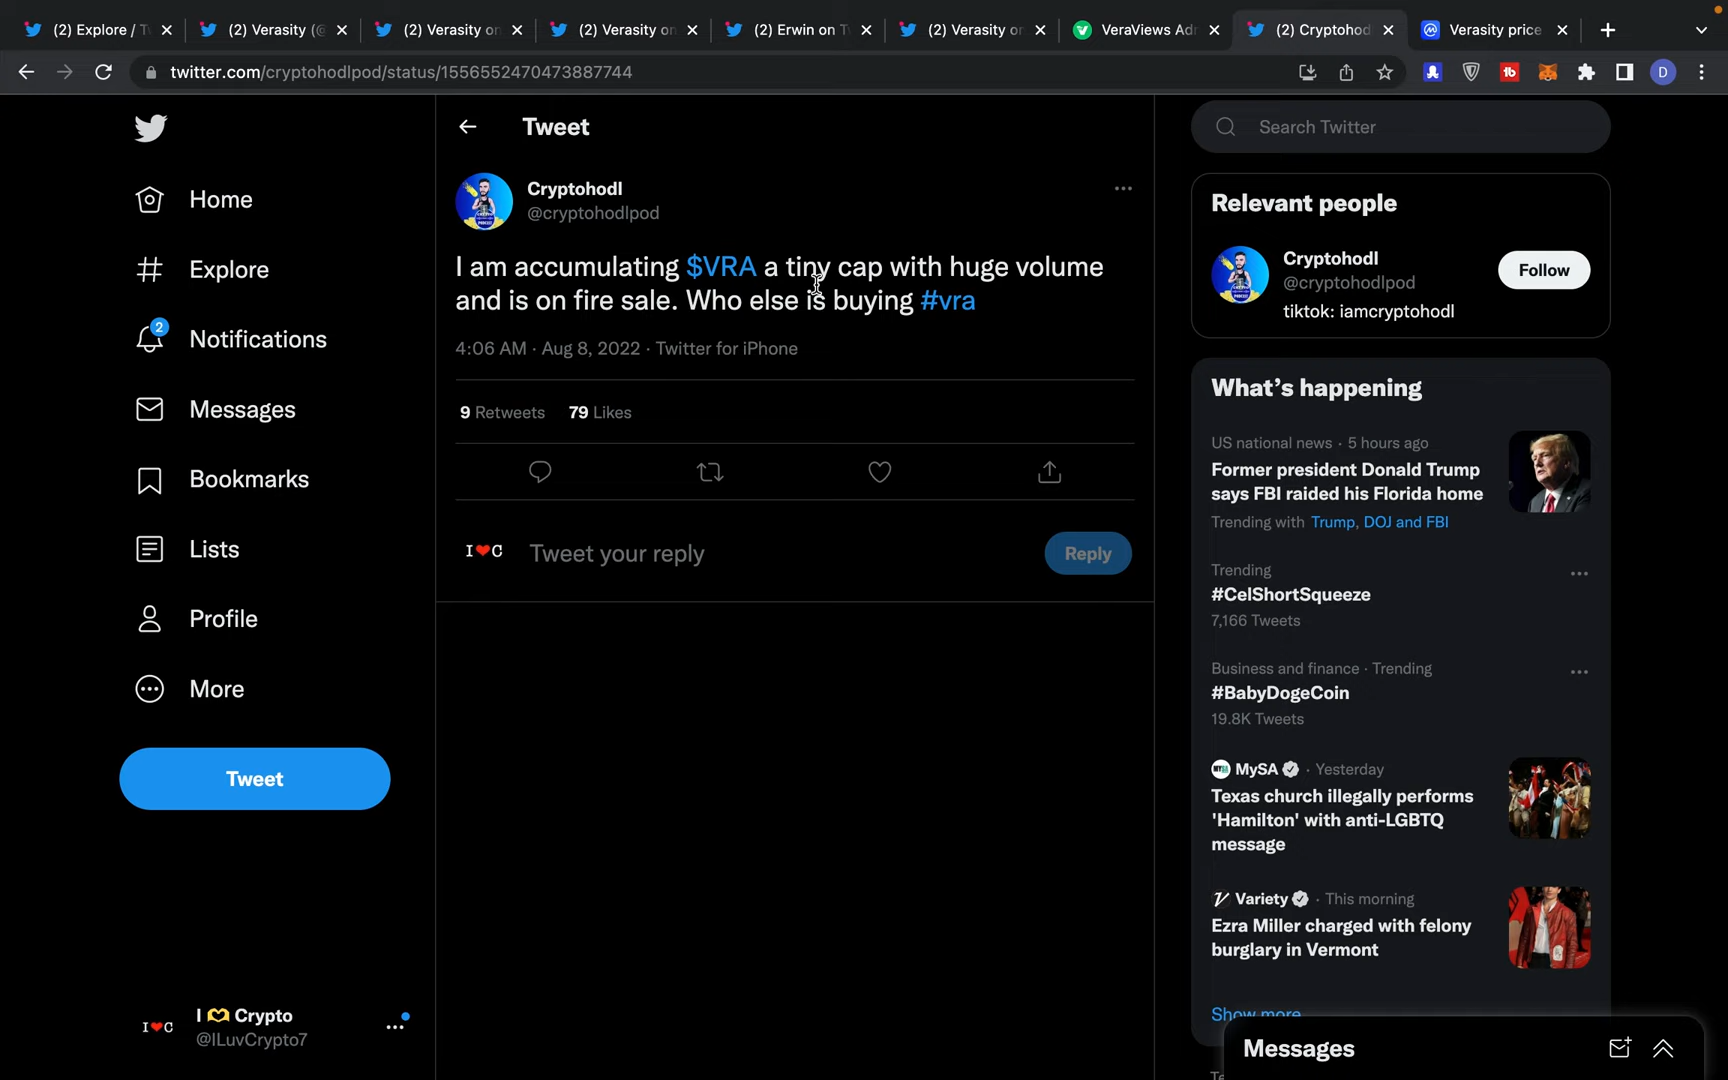 (2) Explore / T
(2) Verasity (@
(2) Verasity on
(2) Verasity on
(2) Erwin on T
(2) Verasity on
VeraViews Adr
(2) Cryptohod
Verasity price
twitter.com/cryptohodlpod/status/1556552470473887744
D
Home
Explore
2
Notifications
Messages
Bookmarks
Lists
Profile
More
Tweet
I❤C
I 🫶 Crypto
@ILuvCrypto7
Tweet
Cryptohodl
@cryptohodlpod
I am accumulating $VRA a tiny cap with huge volume
and is on fire sale. Who else is buying #vra
4:06 AM · Aug 8, 2022 · Twitter for iPhone
9 Retweets 79 Likes
I❤C
Tweet your reply
Reply
Search Twitter
Relevant people
Cryptohodl
@cryptohodlpod
Follow
tiktok: iamcryptohodl
What's happening
US national news · 5 hours ago
Former president Donald Trump
says FBI raided his Florida home
Trending with Trump, DOJ and FBI
Trending
#CelShortSqueeze
7,166 Tweets
Business and finance · Trending
#BabyDogeCoin
19.8K Tweets
MySA · Yesterday
Texas church illegally performs
'Hamilton' with anti-LGBTQ
message
Variety · This morning
Ezra Miller charged with felony
burglary in Vermont
Show more
Messages